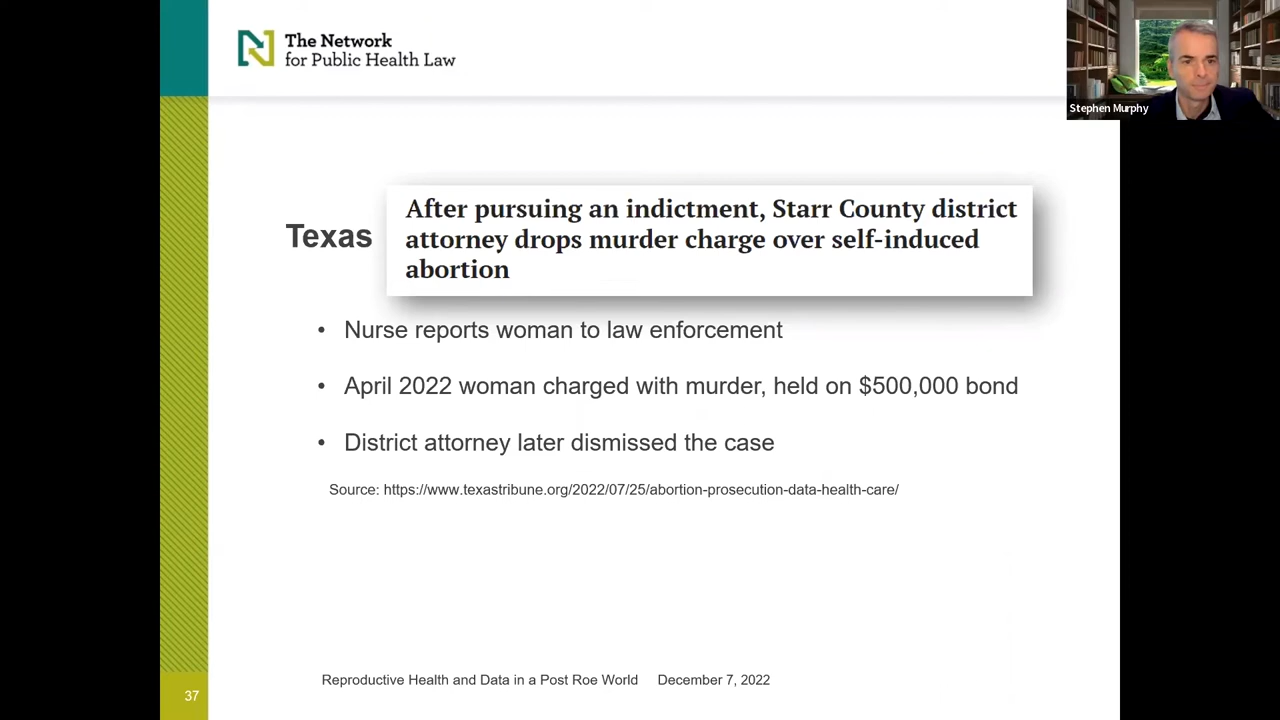 The Network
for Public Health Law
Stephen Murphy
Texas
After pursuing an indictment, Starr County district
attorney drops murder charge over self-induced
abortion
• Nurse reports woman to law enforcement
• April 2022 woman charged with murder, held on $500,000 bond
• District attorney later dismissed the case
Source: https://www.texastribune.org/2022/07/25/abortion-prosecution-data-health-care/
Reproductive Health and Data in a Post Roe World December 7, 2022
37